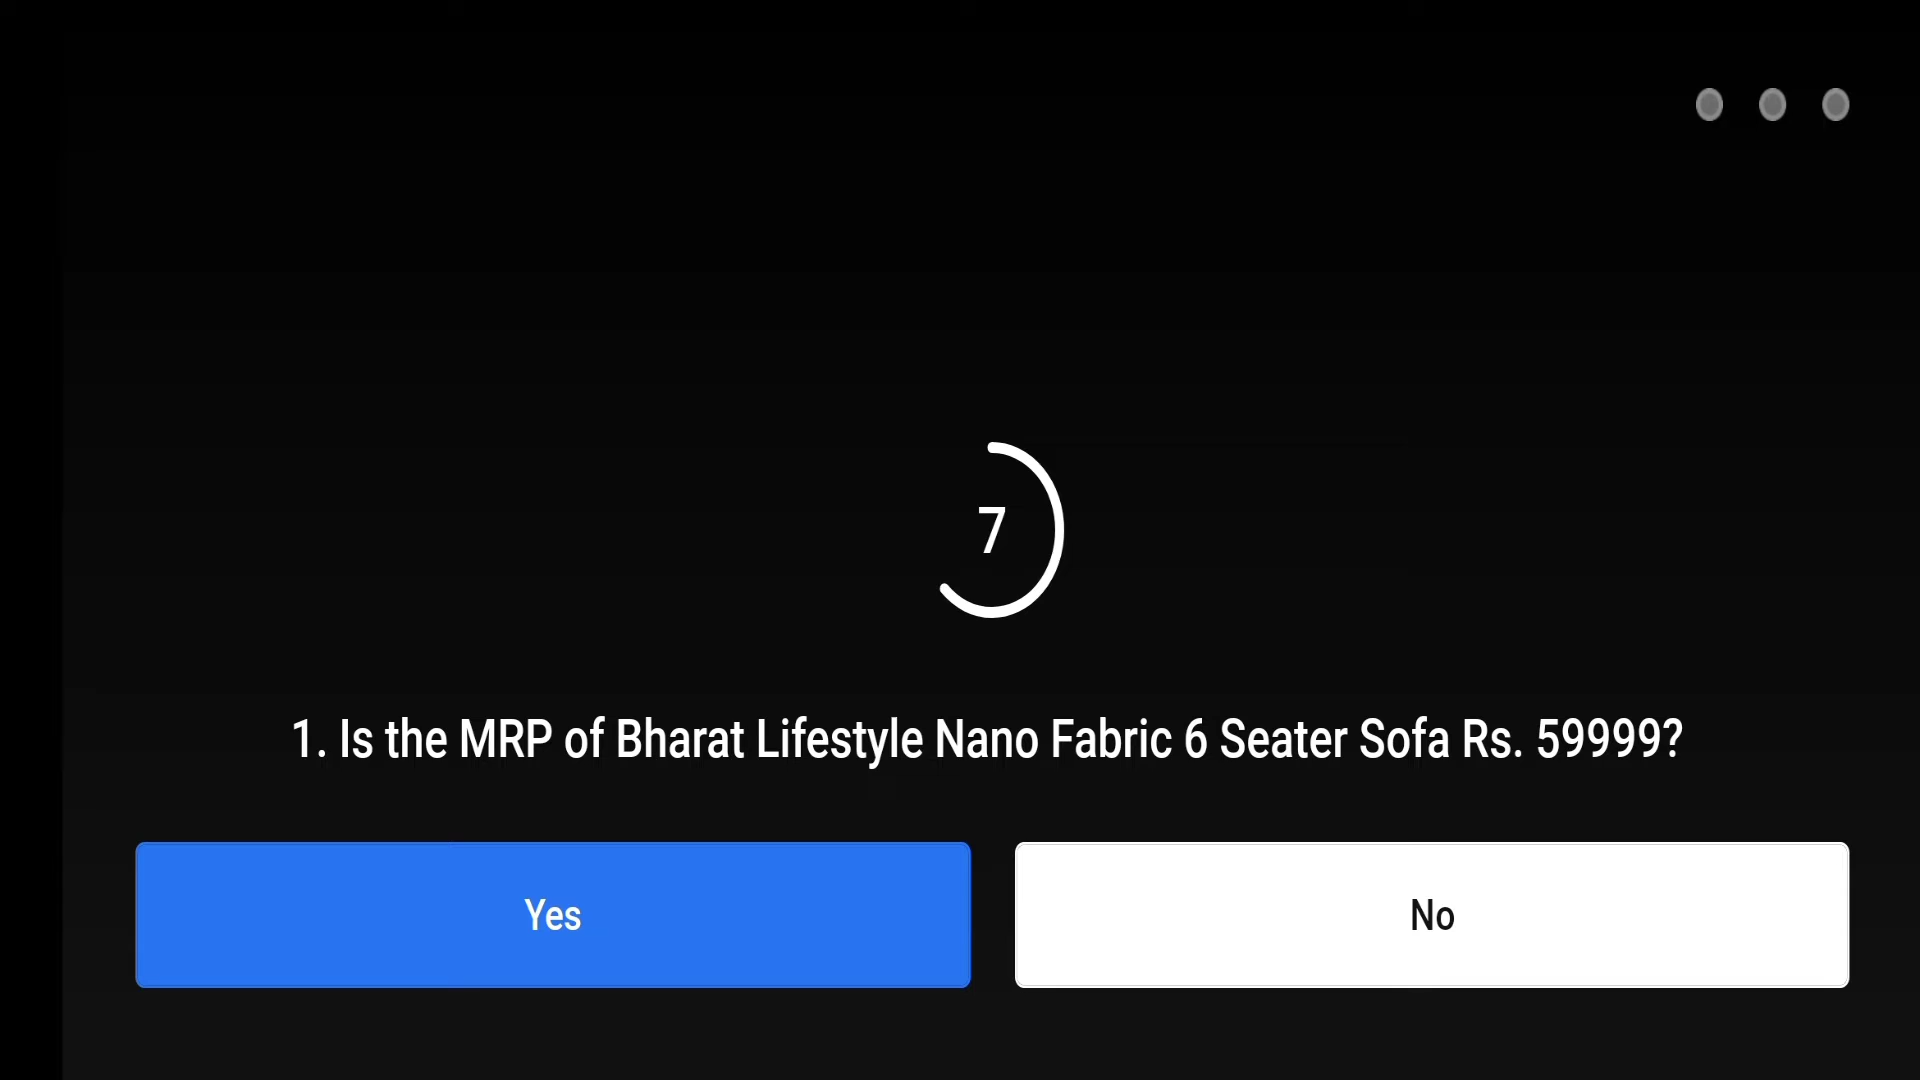 7
1. Is the MRP of Bharat Lifestyle Nano Fabric 6 Seater Sofa Rs. 59999?
Yes
No